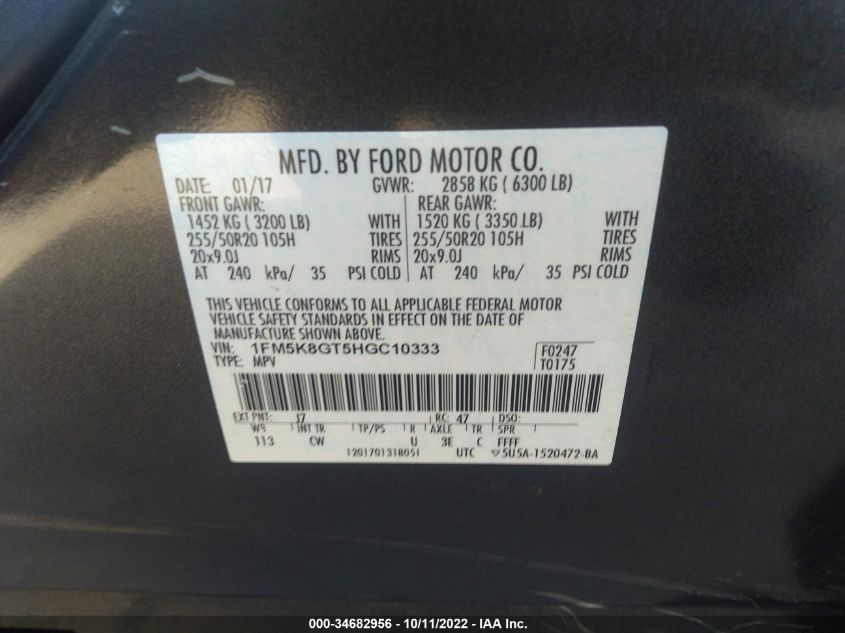 MFD. BY FORD MOTOR CO.
DATE: 01/17 GVWR: 2858 KG ( 6300 LB)
FRONT GAWR: REAR GAWR:
1452 KG ( 3200 LB) WITH 1520 KG ( 3350 LB) WITH
255/50R20 105H TIRES 255/50R20 105H TIRES
20x9.0J RIMS 20x9.0J RIMS
AT 240 kPa/ 35 PSI COLD AT 240 kPa/ 35 PSI COLD
THIS VEHICLE CONFORMS TO ALL APPLICABLE FEDERAL MOTOR
VEHICLE SAFETY STANDARDS IN EFFECT ON THE DATE OF
MANUFACTURE SHOWN ABOVE.
VIN: 1FM5K8GT5HGC10333 F0247
TYPE: MPV T0175
EXT PNT: J7 RC: 47 DSO:
WB INT TR TP/PS R AXLE TR SPR
113 CW U 3E C FFFF
1201701318051 UTC ▽5U5A-1520472-BA
000-34682956 - 10/11/2022 - IAA Inc.